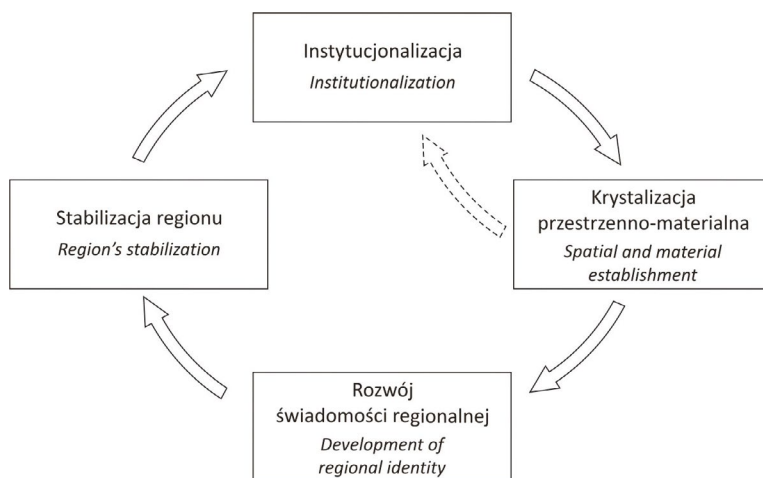 Instytucjonalizacja
Institutionalization
Stabilizacja regionu
Region's stabilization
Krystalizacja
przestrzenno-materialna
Spatial and material
establishment
Rozwój
świadomości regionalnej
Development of
regional identity